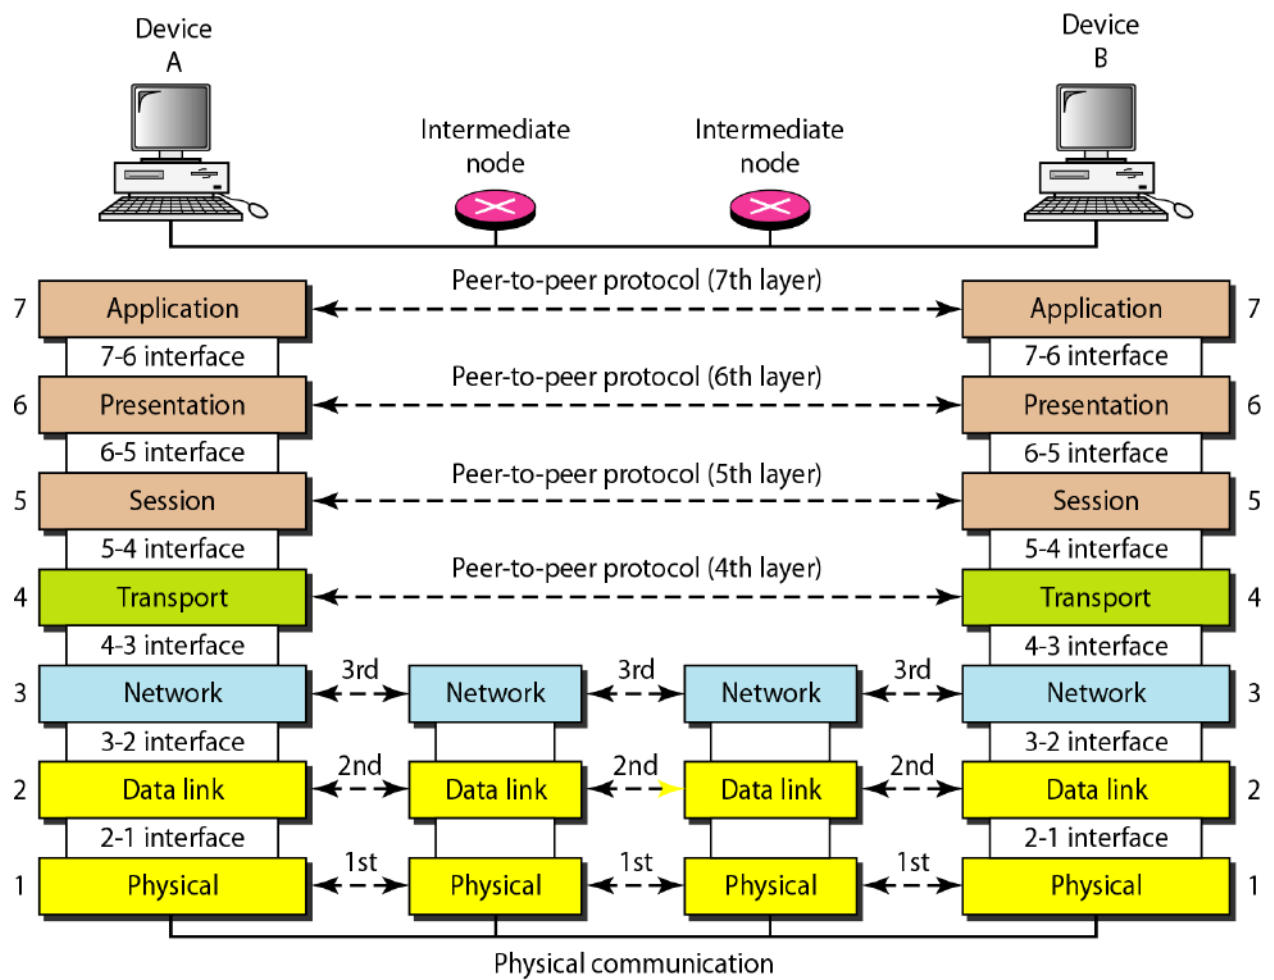 Device
A
Device
B
Intermediate
node
Intermediate
node
Peer-to-peer protocol (7th layer)
7 Application Application 7
7-6 interface 7-6 interface
Peer-to-peer protocol (6th layer)
6 Presentation Presentation 6
6-5 interface 6-5 interface
Peer-to-peer protocol (5th layer)
5 Session Session 5
5-4 interface 5-4 interface
Peer-to-peer protocol (4th layer)
4 Transport Transport 4
4-3 interface 4-3 interface
3rd 3rd 3rd
3 Network Network Network Network 3
3-2 interface 3-2 interface
2nd 2nd 2nd
2 Data link Data link Data link Data link 2
2-1 interface 2-1 interface
1st 1st 1st
1 Physical Physical Physical Physical 1
Physical communication